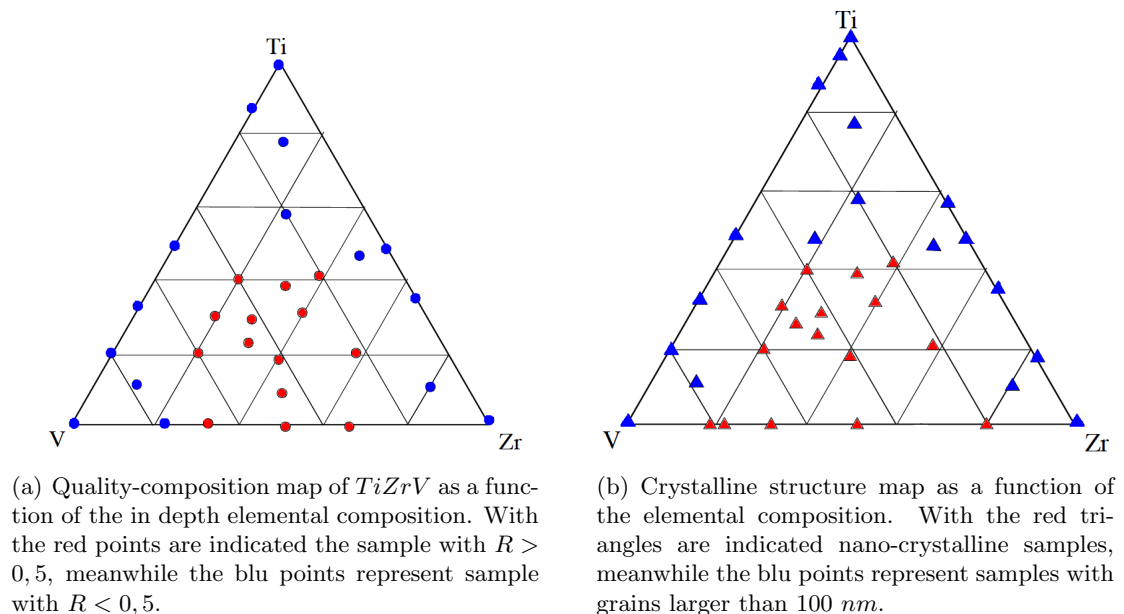 Ti
V
Zr
(a) Quality-composition map of TiZrV as a func-
tion of the in depth elemental composition. With
the red points are indicated the sample with R >
0,5, meanwhile the blu points represent sample
with R < 0,5.
Ti
V
Zr
(b) Crystalline structure map as a function of
the elemental composition. With the red tri-
angles are indicated nano-crystalline samples,
meanwhile the blu points represent samples with
grains larger than 100 nm.